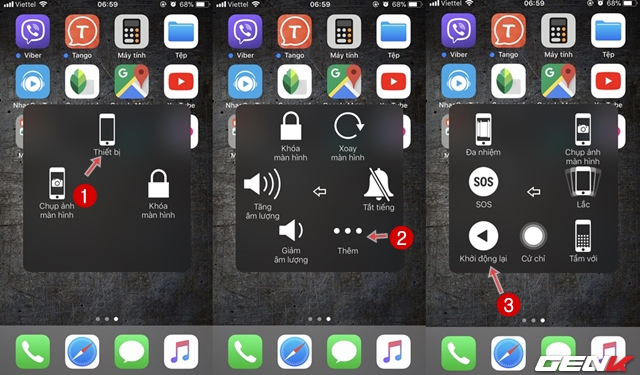 Viettel 06:59 68%
Viber
Tango
Máy tính
Tệp
Thiết bị
1
Chụp ảnh
màn hình
Khóa
màn hình
Viettel 06:59 68%
Viber
Tango
Máy tính
Tệp
Khóa
màn hình
Xoay
màn hình
Tăng
âm lượng
Tắt tiếng
Giảm
âm lượng
Thêm
2
Viettel 06:59 68%
Viber
Tango
Máy tính
Tệp
Đa nhiệm
Chụp ảnh
màn hình
SOS
SOS
Lắc
Khởi động lại
Cử chỉ
Tầm với
3
GENK